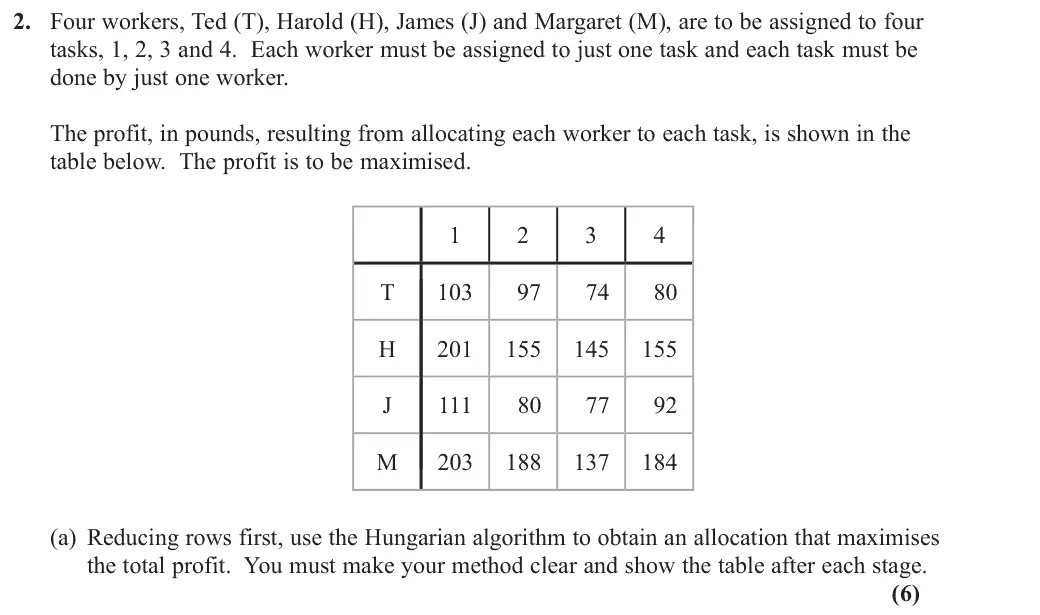 2. Four workers, Ted (T), Harold (H), James (J) and Margaret (M), are to be assigned to four
tasks, 1, 2, 3 and 4. Each worker must be assigned to just one task and each task must be
done by just one worker.
The profit, in pounds, resulting from allocating each worker to each task, is shown in the
table below. The profit is to be maximised.
1 2 3 4
T 103 97 74 80
H 201 155 145 155
J 111 80 77 92
M 203 188 137 184
(a) Reducing rows first, use the Hungarian algorithm to obtain an allocation that maximises
the total profit. You must make your method clear and show the table after each stage.
(6)